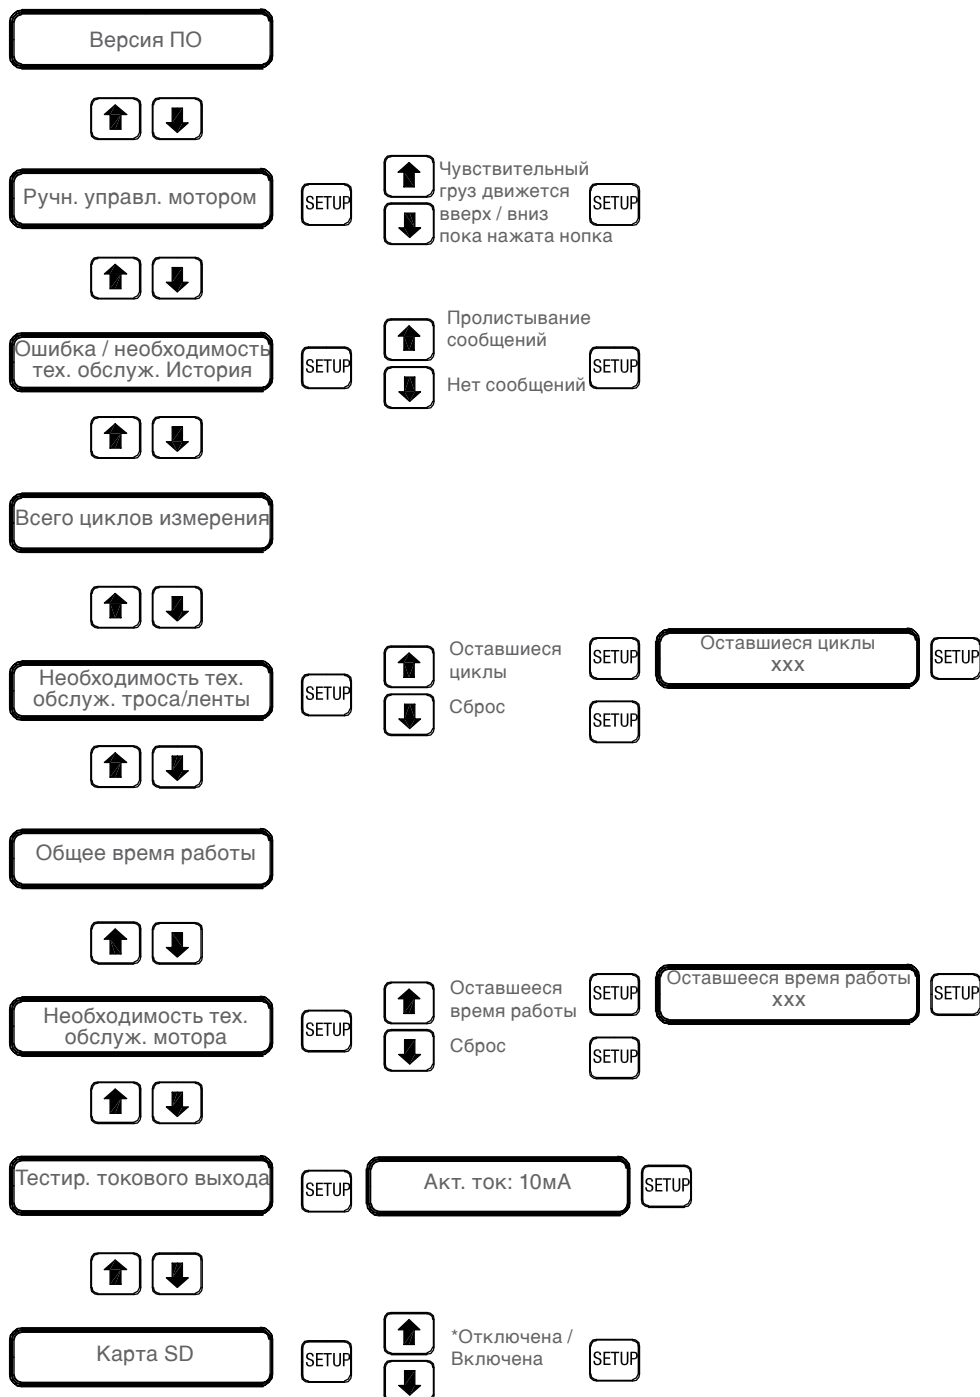 Версия ПО
Ручн. управл. мотором
SETUP
Чувствительный
груз движется
вверх / вниз
пока нажата нопка
SETUP
Ошибка / необходимость
тех. обслуж. История
SETUP
Пролистывание
сообщений
Нет сообщений
SETUP
Всего циклов измерения
Необходимость тех.
обслуж. троса/ленты
SETUP
Оставшиеся
циклы
SETUP
Оставшиеся циклы
xxx
SETUP
Сброс
SETUP
Общее время работы
Необходимость тех.
обслуж. мотора
SETUP
Оставшееся
время работы
SETUP
Оставшееся время работы
xxx
SETUP
Сброс
SETUP
Тестир. токового выхода
SETUP
Акт. ток: 10мА
SETUP
Карта SD
SETUP
*Отключена /
Включена
SETUP